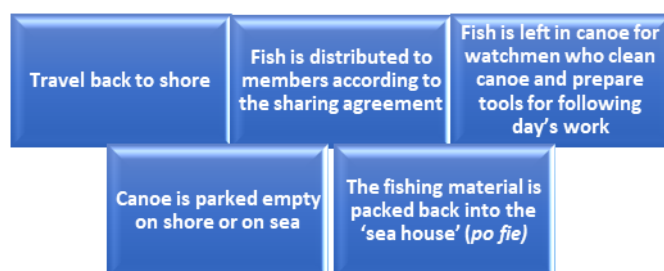 Travel back to shore
Fish is distributed to
members according to
the sharing agreement
Fish is left in canoe for
watchmen who clean
canoe and prepare
tools for following
day's work
Canoe is parked empty
on shore or on sea
The fishing material is
packed back into the
'sea house' (po fie)